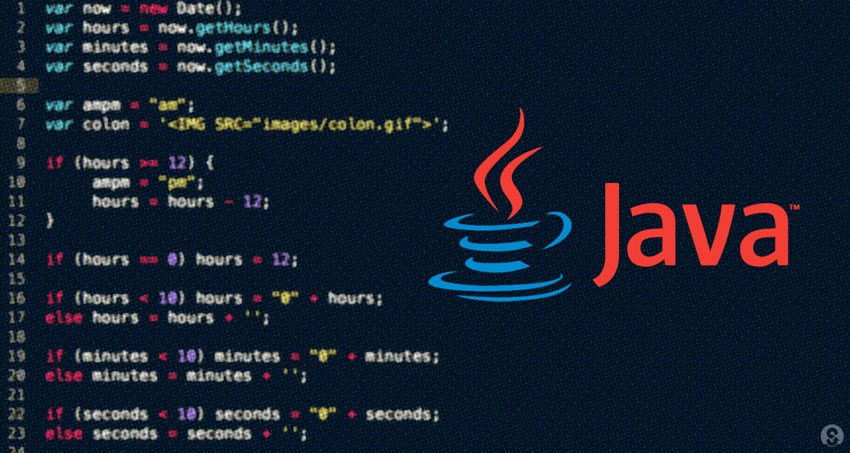 1 var now = new Date();
2 var hours = now.getHours();
3 var minutes = now.getMinutes();
4 var seconds = now.getSeconds();
5
6 var ampm = "am";
7 var colon = '<IMG SRC="images/colon.gif">';
8
9 if (hours >= 12) {
10 ampm = "pm";
11 hours = hours - 12;
12 }
13
14 if (hours == 0) hours = 12;
15
16 if (hours < 10) hours = "0" + hours;
17 else hours = hours + '';
18
19 if (minutes < 10) minutes = "0" + minutes;
20 else minutes = minutes + '';
21
22 if (seconds < 10) seconds = "0" + seconds;
23 else seconds = seconds + '';
24
Java™
S